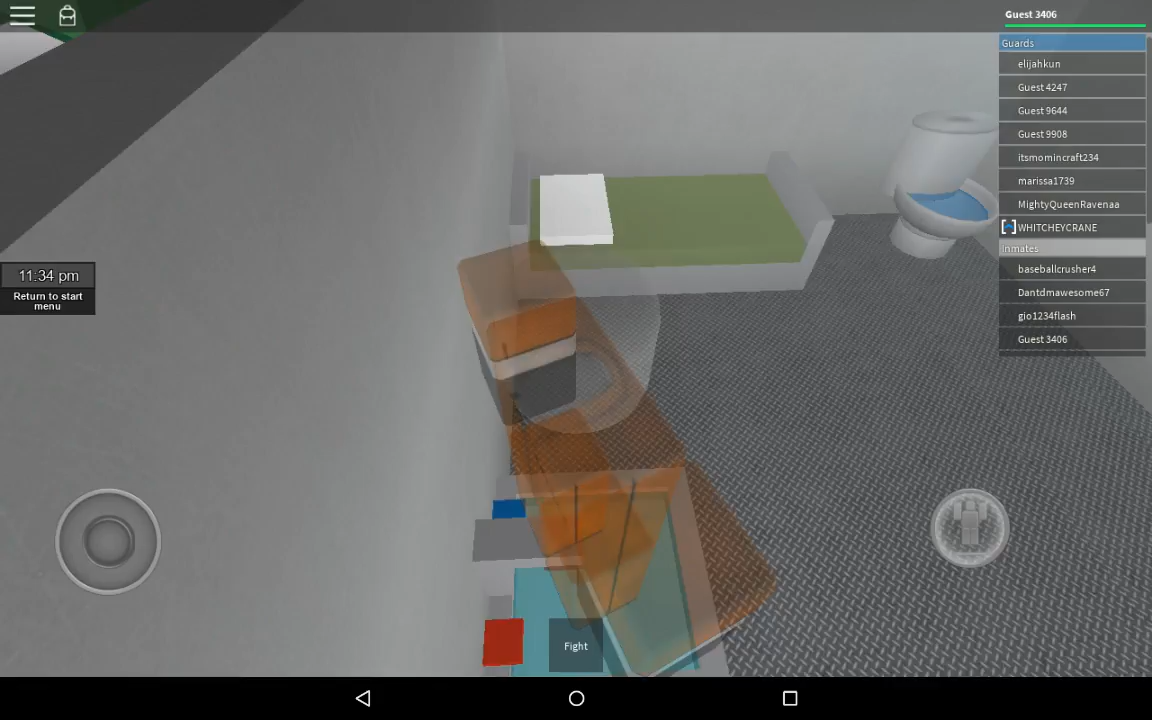 Guest 3406
Guards
elijahkun
Guest 4247
Guest 9644
Guest 9908
itsmomincraft234
marissa1739
MightyQueenRavenaa
WHITCHEYCRANE
Inmates
baseballcrusher4
Dantdmawesome67
gio1234flash
Guest 3406
11:34 pm
Return to start
menu
Fight